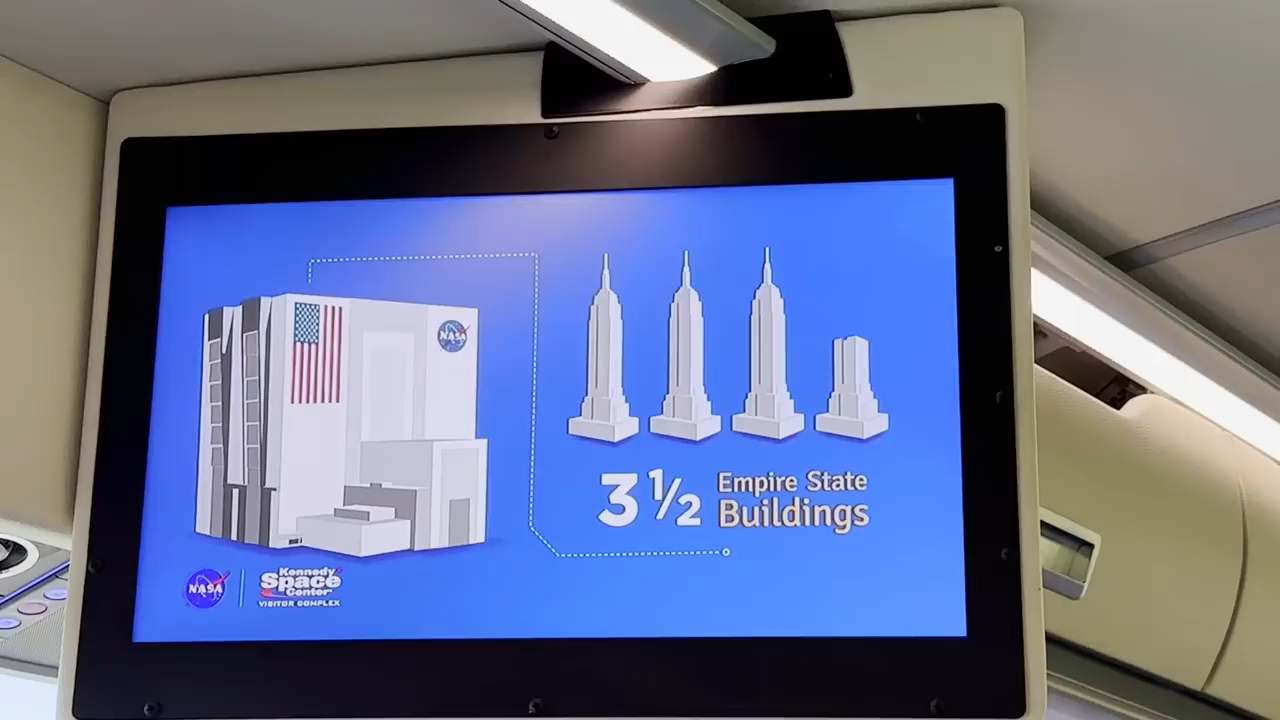 NASA
3 ½
Empire State
Buildings
NASA
Kennedy
Space
Center
VISITOR COMPLEX